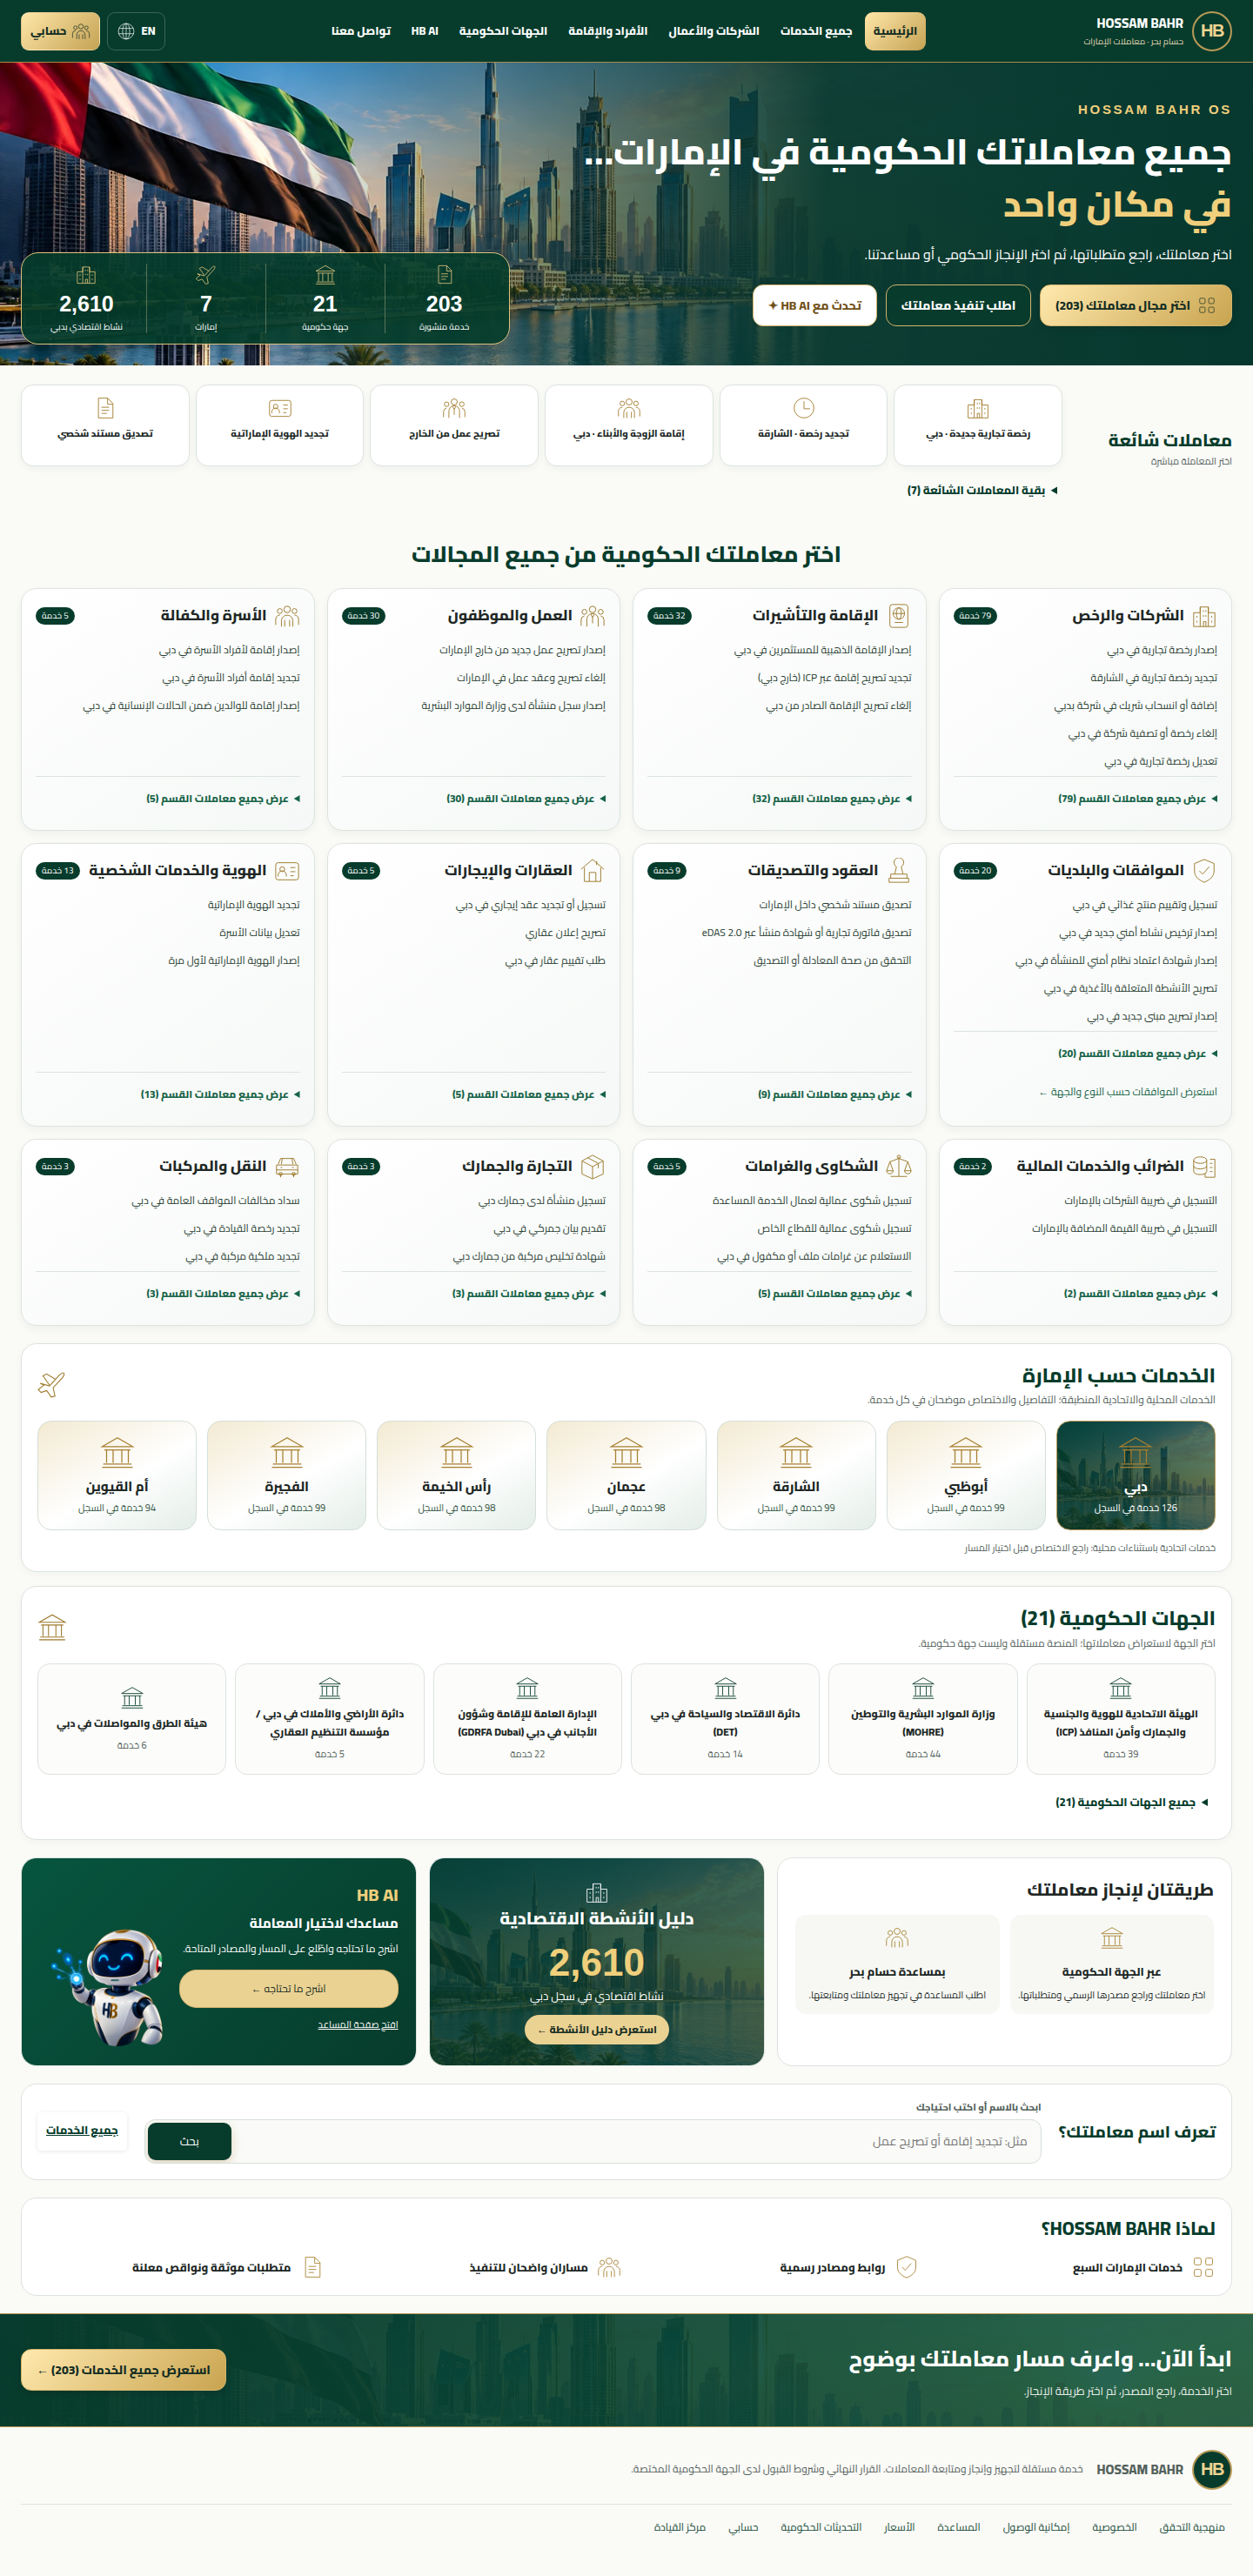 HOSSAM BAHR
حسام بحر · معاملات الإمارات
الرئيسية
جميع الخدمات
الشركات والأعمال
الأفراد والإقامة
الجهات الحكومية
HB AI
تواصل معنا
EN
حسابي
HOSSAM BAHR OS
جميع معاملاتك الحكومية في الإمارات...
في مكان واحد
اختر معاملتك، راجع متطلباتها، ثم اختر الإنجاز الحكومي أو مساعدتنا.
اختر مجال معاملتك (203)
اطلب تنفيذ معاملتك
تحدث مع HB AI ✦
203
خدمة منشورة
21
جهة حكومية
7
إمارات
2,610
نشاط اقتصادي بدبي
معاملات شائعة
اختر المعاملة مباشرة
رخصة تجارية جديدة · دبي
تجديد رخصة · الشارقة
إقامة الزوجة والأبناء · دبي
تصريح عمل من الخارج
تجديد الهوية الإماراتية
تصديق مستند شخصي
◀ بقية المعاملات الشائعة (7)
اختر معاملتك الحكومية من جميع المجالات
الشركات والرخص
79 خدمة
إصدار رخصة تجارية في دبي
تجديد رخصة تجارية في الشارقة
إضافة أو انسحاب شريك في شركة بدبي
إلغاء رخصة أو تصفية شركة في دبي
تعديل رخصة تجارية في دبي
◀ عرض جميع معاملات القسم (79)
الإقامة والتأشيرات
32 خدمة
إصدار الإقامة الذهبية للمستثمرين في دبي
تجديد تصريح إقامة عبر ICP (خارج دبي)
إلغاء تصريح الإقامة الصادر من دبي
◀ عرض جميع معاملات القسم (32)
العمل والموظفون
30 خدمة
إصدار تصريح عمل جديد من خارج الإمارات
إلغاء تصريح وعقد عمل في الإمارات
إصدار سجل منشأة لدى وزارة الموارد البشرية
◀ عرض جميع معاملات القسم (30)
الأسرة والكفالة
5 خدمة
إصدار إقامة لأفراد الأسرة في دبي
تجديد إقامة أفراد الأسرة في دبي
إصدار إقامة للوالدين ضمن الحالات الإنسانية في دبي
◀ عرض جميع معاملات القسم (5)
الموافقات والبلديات
20 خدمة
تسجيل وتقييم منتج غذائي في دبي
إصدار ترخيص نشاط أمني جديد في دبي
إصدار شهادة اعتماد نظام أمني للمنشأة في دبي
تصريح الأنشطة المتعلقة بالأغذية في دبي
إصدار تصريح مبنى جديد في دبي
◀ عرض جميع معاملات القسم (20)
استعرض الموافقات حسب النوع والجهة ←
العقود والتصديقات
9 خدمة
تصديق مستند شخصي داخل الإمارات
تصديق فاتورة تجارية أو شهادة منشأ عبر eDAS 2.0
التحقق من صحة المعادلة أو التصديق
◀ عرض جميع معاملات القسم (9)
العقارات والإيجارات
5 خدمة
تسجيل أو تجديد عقد إيجاري في دبي
تصريح إعلان عقاري
طلب تقييم عقار في دبي
◀ عرض جميع معاملات القسم (5)
الهوية والخدمات الشخصية
13 خدمة
تجديد الهوية الإماراتية
تعديل بيانات الأسرة
إصدار الهوية الإماراتية لأول مرة
◀ عرض جميع معاملات القسم (13)
الضرائب والخدمات المالية
2 خدمة
التسجيل في ضريبة الشركات بالإمارات
التسجيل في ضريبة القيمة المضافة بالإمارات
◀ عرض جميع معاملات القسم (2)
الشكاوى والغرامات
5 خدمة
تسجيل شكوى عمالية لعمال الخدمة المساعدة
تسجيل شكوى عمالية للقطاع الخاص
الاستعلام عن غرامات ملف أو مكفول في دبي
◀ عرض جميع معاملات القسم (5)
التجارة والجمارك
3 خدمة
تسجيل منشأة لدى جمارك دبي
تقديم بيان جمركي في دبي
شهادة تخليص مركبة من جمارك دبي
◀ عرض جميع معاملات القسم (3)
النقل والمركبات
3 خدمة
سداد مخالفات المواقف العامة في دبي
تجديد رخصة القيادة في دبي
تجديد ملكية مركبة في دبي
◀ عرض جميع معاملات القسم (3)
الخدمات حسب الإمارة
الخدمات المحلية والاتحادية المنطبقة؛ التفاصيل والاختصاص موضحان في كل خدمة.
دبي
126 خدمة في السجل
أبوظبي
99 خدمة في السجل
الشارقة
99 خدمة في السجل
عجمان
98 خدمة في السجل
رأس الخيمة
98 خدمة في السجل
الفجيرة
99 خدمة في السجل
أم القيوين
94 خدمة في السجل
خدمات اتحادية باستثناءات محلية: راجع الاختصاص قبل اختيار المسار
الجهات الحكومية (21)
اختر الجهة لاستعراض معاملاتها؛ المنصة مستقلة وليست جهة حكومية.
الهيئة الاتحادية للهوية والجنسية
والجمارك وأمن المنافذ (ICP)
39 خدمة
وزارة الموارد البشرية والتوطين
(MOHRE)
44 خدمة
دائرة الاقتصاد والسياحة في دبي
(DET)
14 خدمة
الإدارة العامة للإقامة وشؤون
الأجانب في دبي (GDRFA Dubai)
22 خدمة
دائرة الأراضي والأملاك في دبي /
مؤسسة التنظيم العقاري
5 خدمة
هيئة الطرق والمواصلات في دبي
6 خدمة
◀ جميع الجهات الحكومية (21)
طريقتان لإنجاز معاملتك
عبر الجهة الحكومية
اختر معاملتك وراجع مصدرها الرسمي ومتطلباتها.
بمساعدة حسام بحر
اطلب المساعدة في تجهيز معاملتك ومتابعتها.
دليل الأنشطة الاقتصادية
2,610
نشاط اقتصادي في سجل دبي
استعرض دليل الأنشطة ←
HB AI
مساعدك لاختيار المعاملة
اشرح ما تحتاجه واطّلع على المسار والمصادر المتاحة.
اشرح ما تحتاجه ←
افتح صفحة المساعد
HB
تعرف اسم معاملتك؟
ابحث بالاسم أو اكتب احتياجك
مثل: تجديد إقامة أو تصريح عمل
بحث
جميع الخدمات
لماذا HOSSAM BAHR؟
خدمات الإمارات السبع
روابط ومصادر رسمية
مساران واضحان للتنفيذ
متطلبات موثقة ونواقص معلنة
ابدأ الآن... واعرف مسار معاملتك بوضوح
اختر الخدمة، راجع المصدر، ثم اختر طريقة الإنجاز.
استعرض جميع الخدمات (203) ←
HB
HOSSAM BAHR
خدمة مستقلة لتجهيز وإنجاز ومتابعة المعاملات. القرار النهائي وشروط القبول لدى الجهة الحكومية المختصة.
منهجية التحقق
الخصوصية
إمكانية الوصول
المساعدة
الأسعار
التحديثات الحكومية
حسابي
مركز القيادة